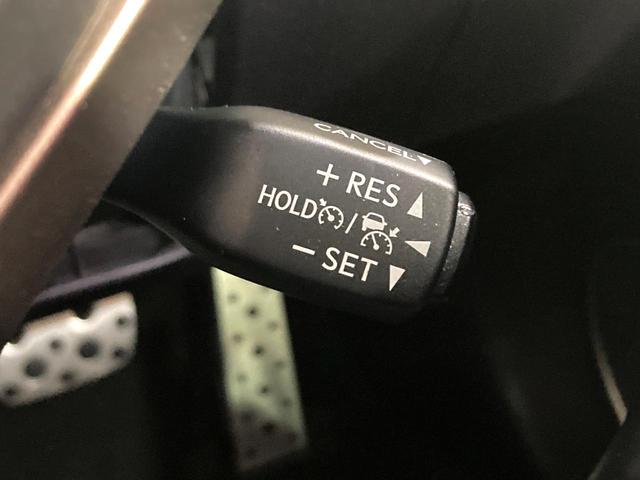 CANCEL▼
+ RES ▲
HOLD / ◀
− SET ▼